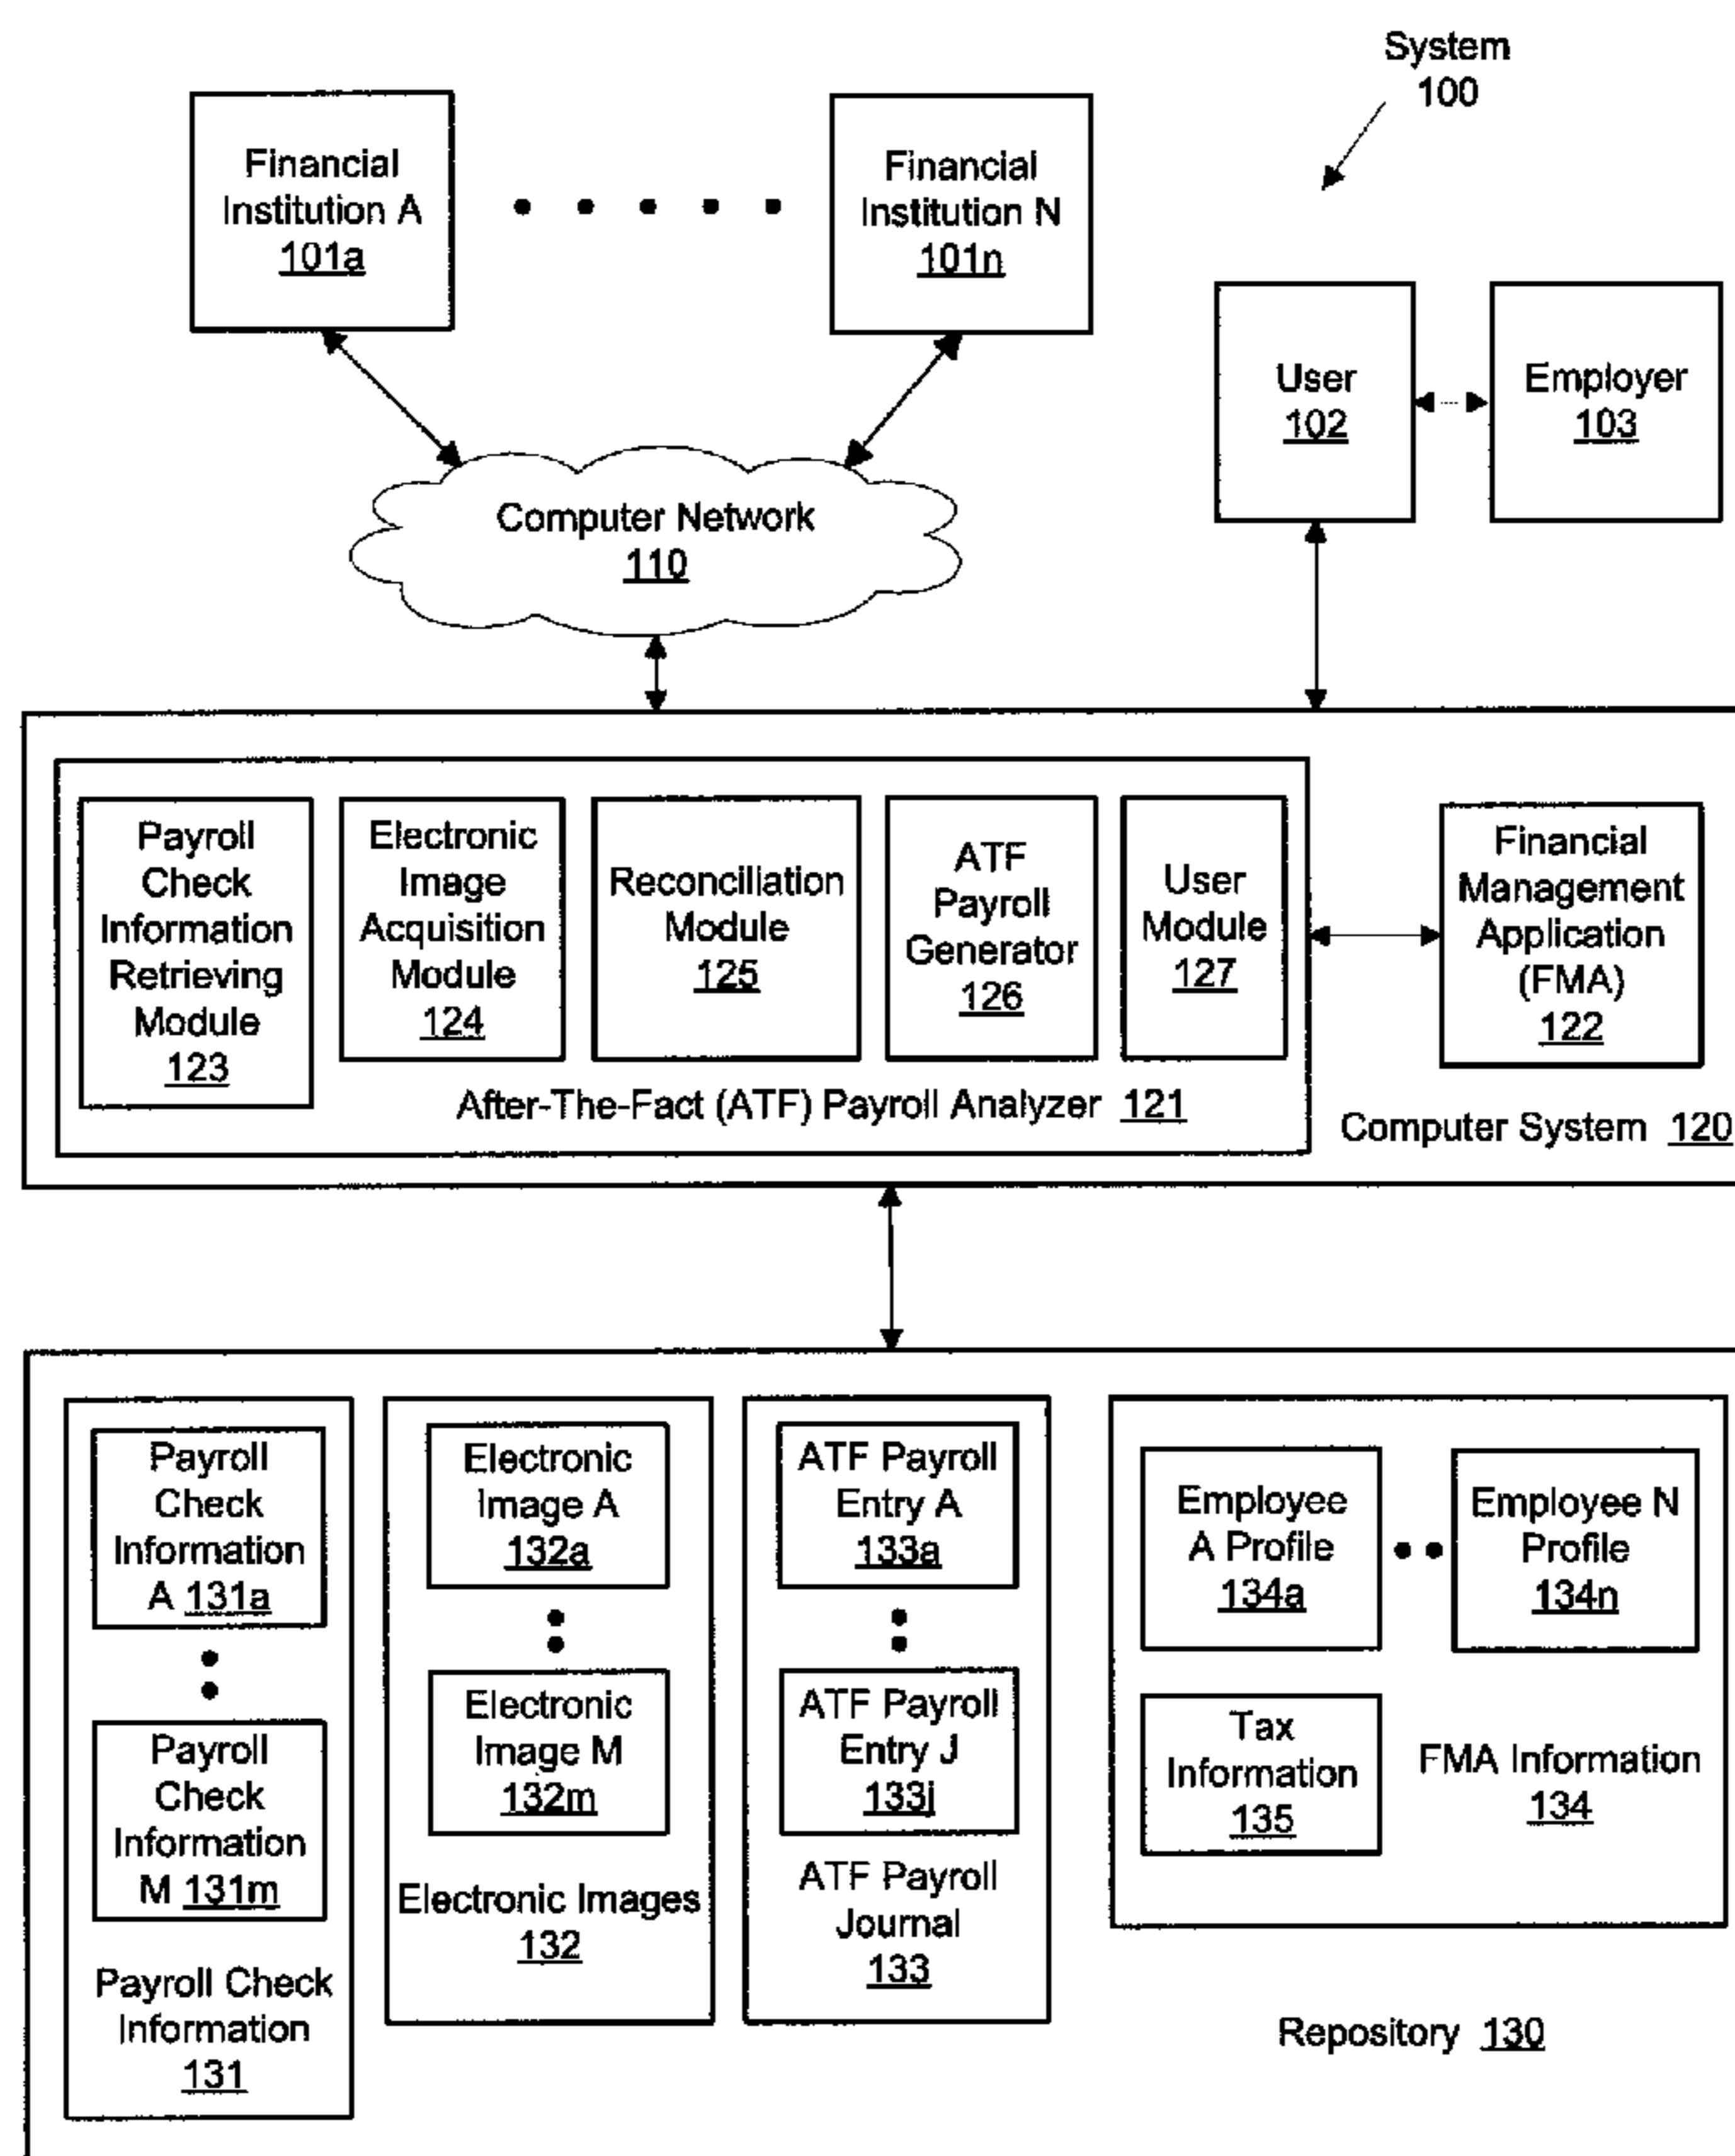 System
100
Financial
Institution A
101a
Financial
Institution N
101n
User
102
Employer
103
Computer Network
110
Payroll
Check
Information
Retrieving
Module
123
Electronic
Image
Acquisition
Module
124
Reconciliation
Module
125
ATF
Payroll
Generator
126
User
Module
127
After-The-Fact (ATF) Payroll Analyzer 121
Financial
Management
Application
(FMA)
122
Computer System 120
Payroll
Check
Information
A 131a
Payroll
Check
Information
M 131m
Payroll Check
Information
131
Electronic
Image A
132a
Electronic
Image M
132m
Electronic Images
132
ATF Payroll
Entry A
133a
ATF Payroll
Entry J
133j
ATF Payroll
Journal
133
Employee
A Profile
134a
Employee N
Profile
134n
Tax
Information
135
FMA Information
134
Repository 130